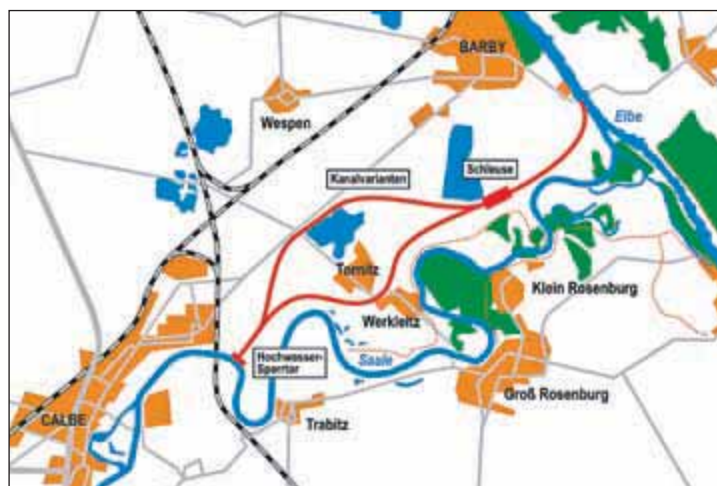 BARBY
Wespen
Elbe
Schleuse
Kanalvarianten
Tornitz
Klein Rosenburg
Werkleitz
Hochwasser-
Sperrtor
Saale
Groß Rosenburg
CALBE
Trabitz